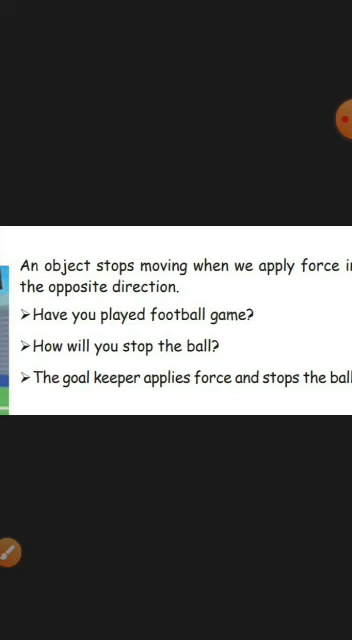 An object stops moving when we apply force in
the opposite direction.
➢Have you played football game?
➢How will you stop the ball?
➢The goal keeper applies force and stops the ball